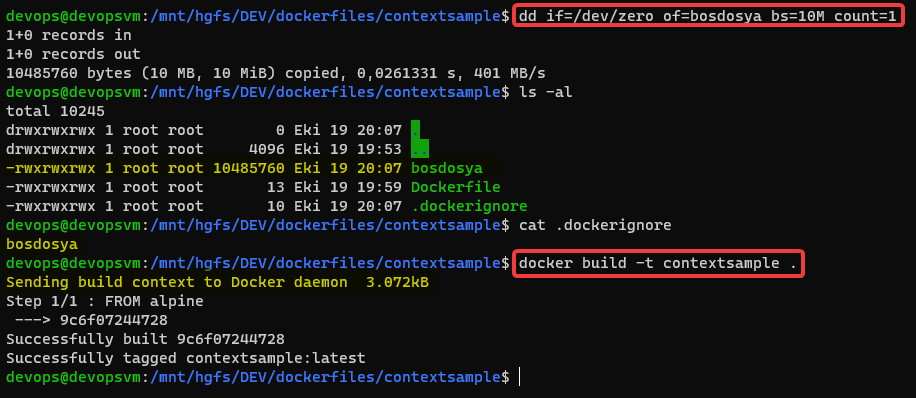 devops@devopsvm:/mnt/hgfs/DEV/dockerfiles/contextsample$ dd if=/dev/zero of=bosdosya bs=10M count=1
1+0 records in
1+0 records out
10485760 bytes (10 MB, 10 MiB) copied, 0,0261331 s, 401 MB/s
devops@devopsvm:/mnt/hgfs/DEV/dockerfiles/contextsample$ ls -al
total 10245
drwxrwxrwx 1 root root        0 Eki 19 20:07 .
drwxrwxrwx 1 root root     4096 Eki 19 19:53 ..
-rwxrwxrwx 1 root root 10485760 Eki 19 20:07 bosdosya
-rwxrwxrwx 1 root root       13 Eki 19 19:59 Dockerfile
-rwxrwxrwx 1 root root       10 Eki 19 20:07 .dockerignore
devops@devopsvm:/mnt/hgfs/DEV/dockerfiles/contextsample$ cat .dockerignore
bosdosya
devops@devopsvm:/mnt/hgfs/DEV/dockerfiles/contextsample$ docker build -t contextsample .
Sending build context to Docker daemon  3.072kB
Step 1/1 : FROM alpine
 ---> 9c6f07244728
Successfully built 9c6f07244728
Successfully tagged contextsample:latest
devops@devopsvm:/mnt/hgfs/DEV/dockerfiles/contextsample$